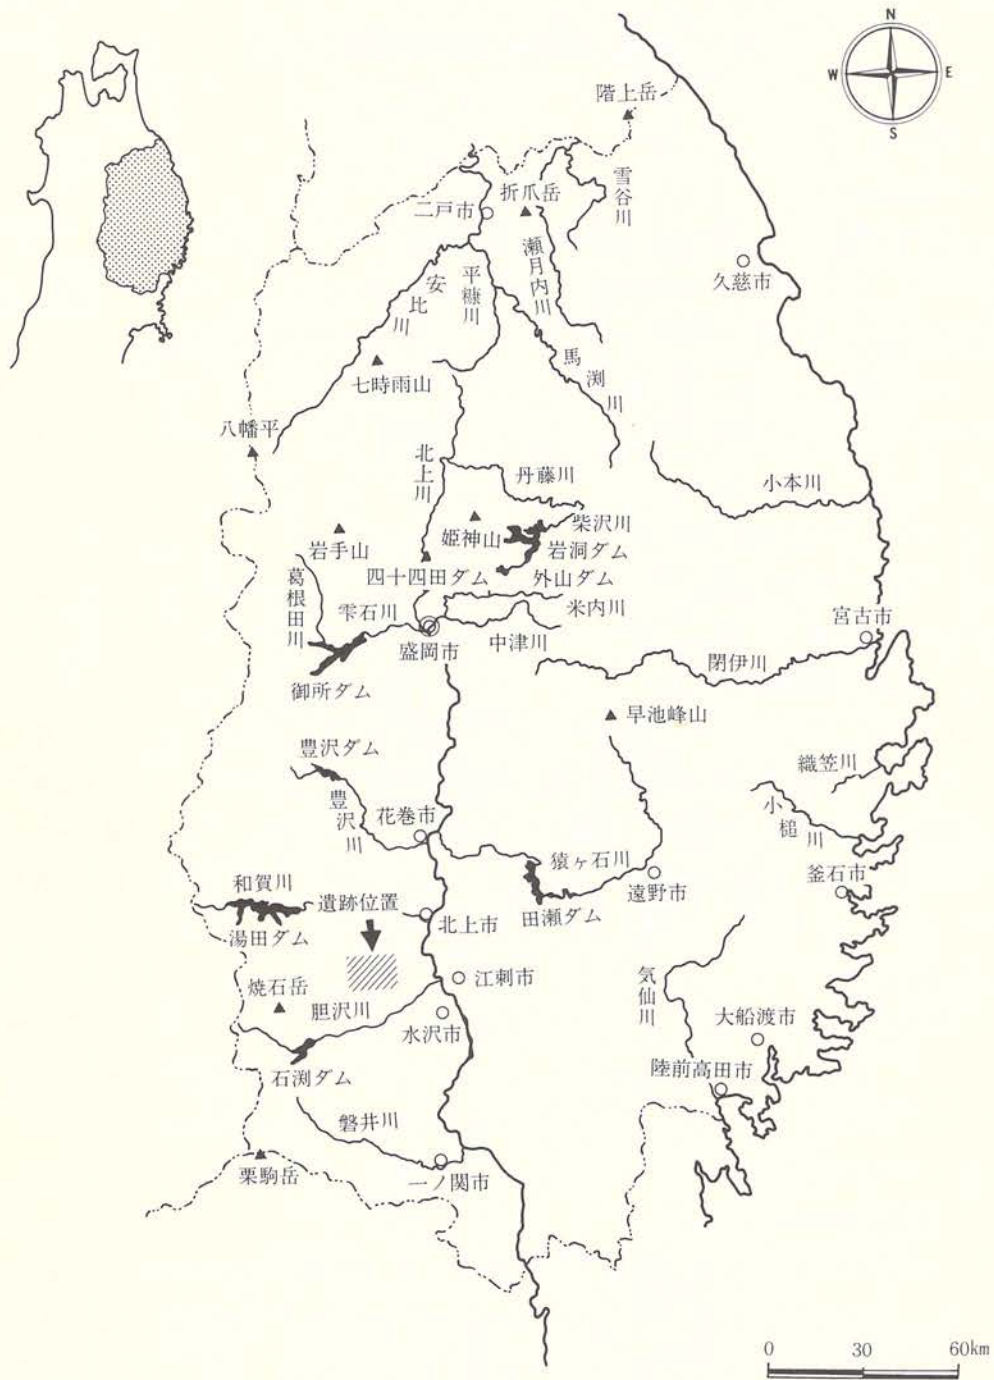 N
W
E
S
階上岳
雪谷川
折爪岳
二戸市
瀬月内川
久慈市
安比川
平糠川
馬渕川
七時雨山
八幡平
北上川
丹藤川
小本川
柴沢川
姫神山
岩手山
岩洞ダム
四十四田ダム
外山ダム
葛根田川
雫石川
米内川
中津川
盛岡市
宮古市
閉伊川
御所ダム
早池峰山
豊沢ダム
織笠川
豊沢川
花巻市
小槌川
猿ヶ石川
遠野市
釜石市
和賀川
遺跡位置
田瀬ダム
湯田ダム
北上市
江刺市
焼石岳
胆沢川
気仙川
水沢市
大船渡市
石渕ダム
陸前高田市
磐井川
栗駒岳
一ノ関市
0 30 60km